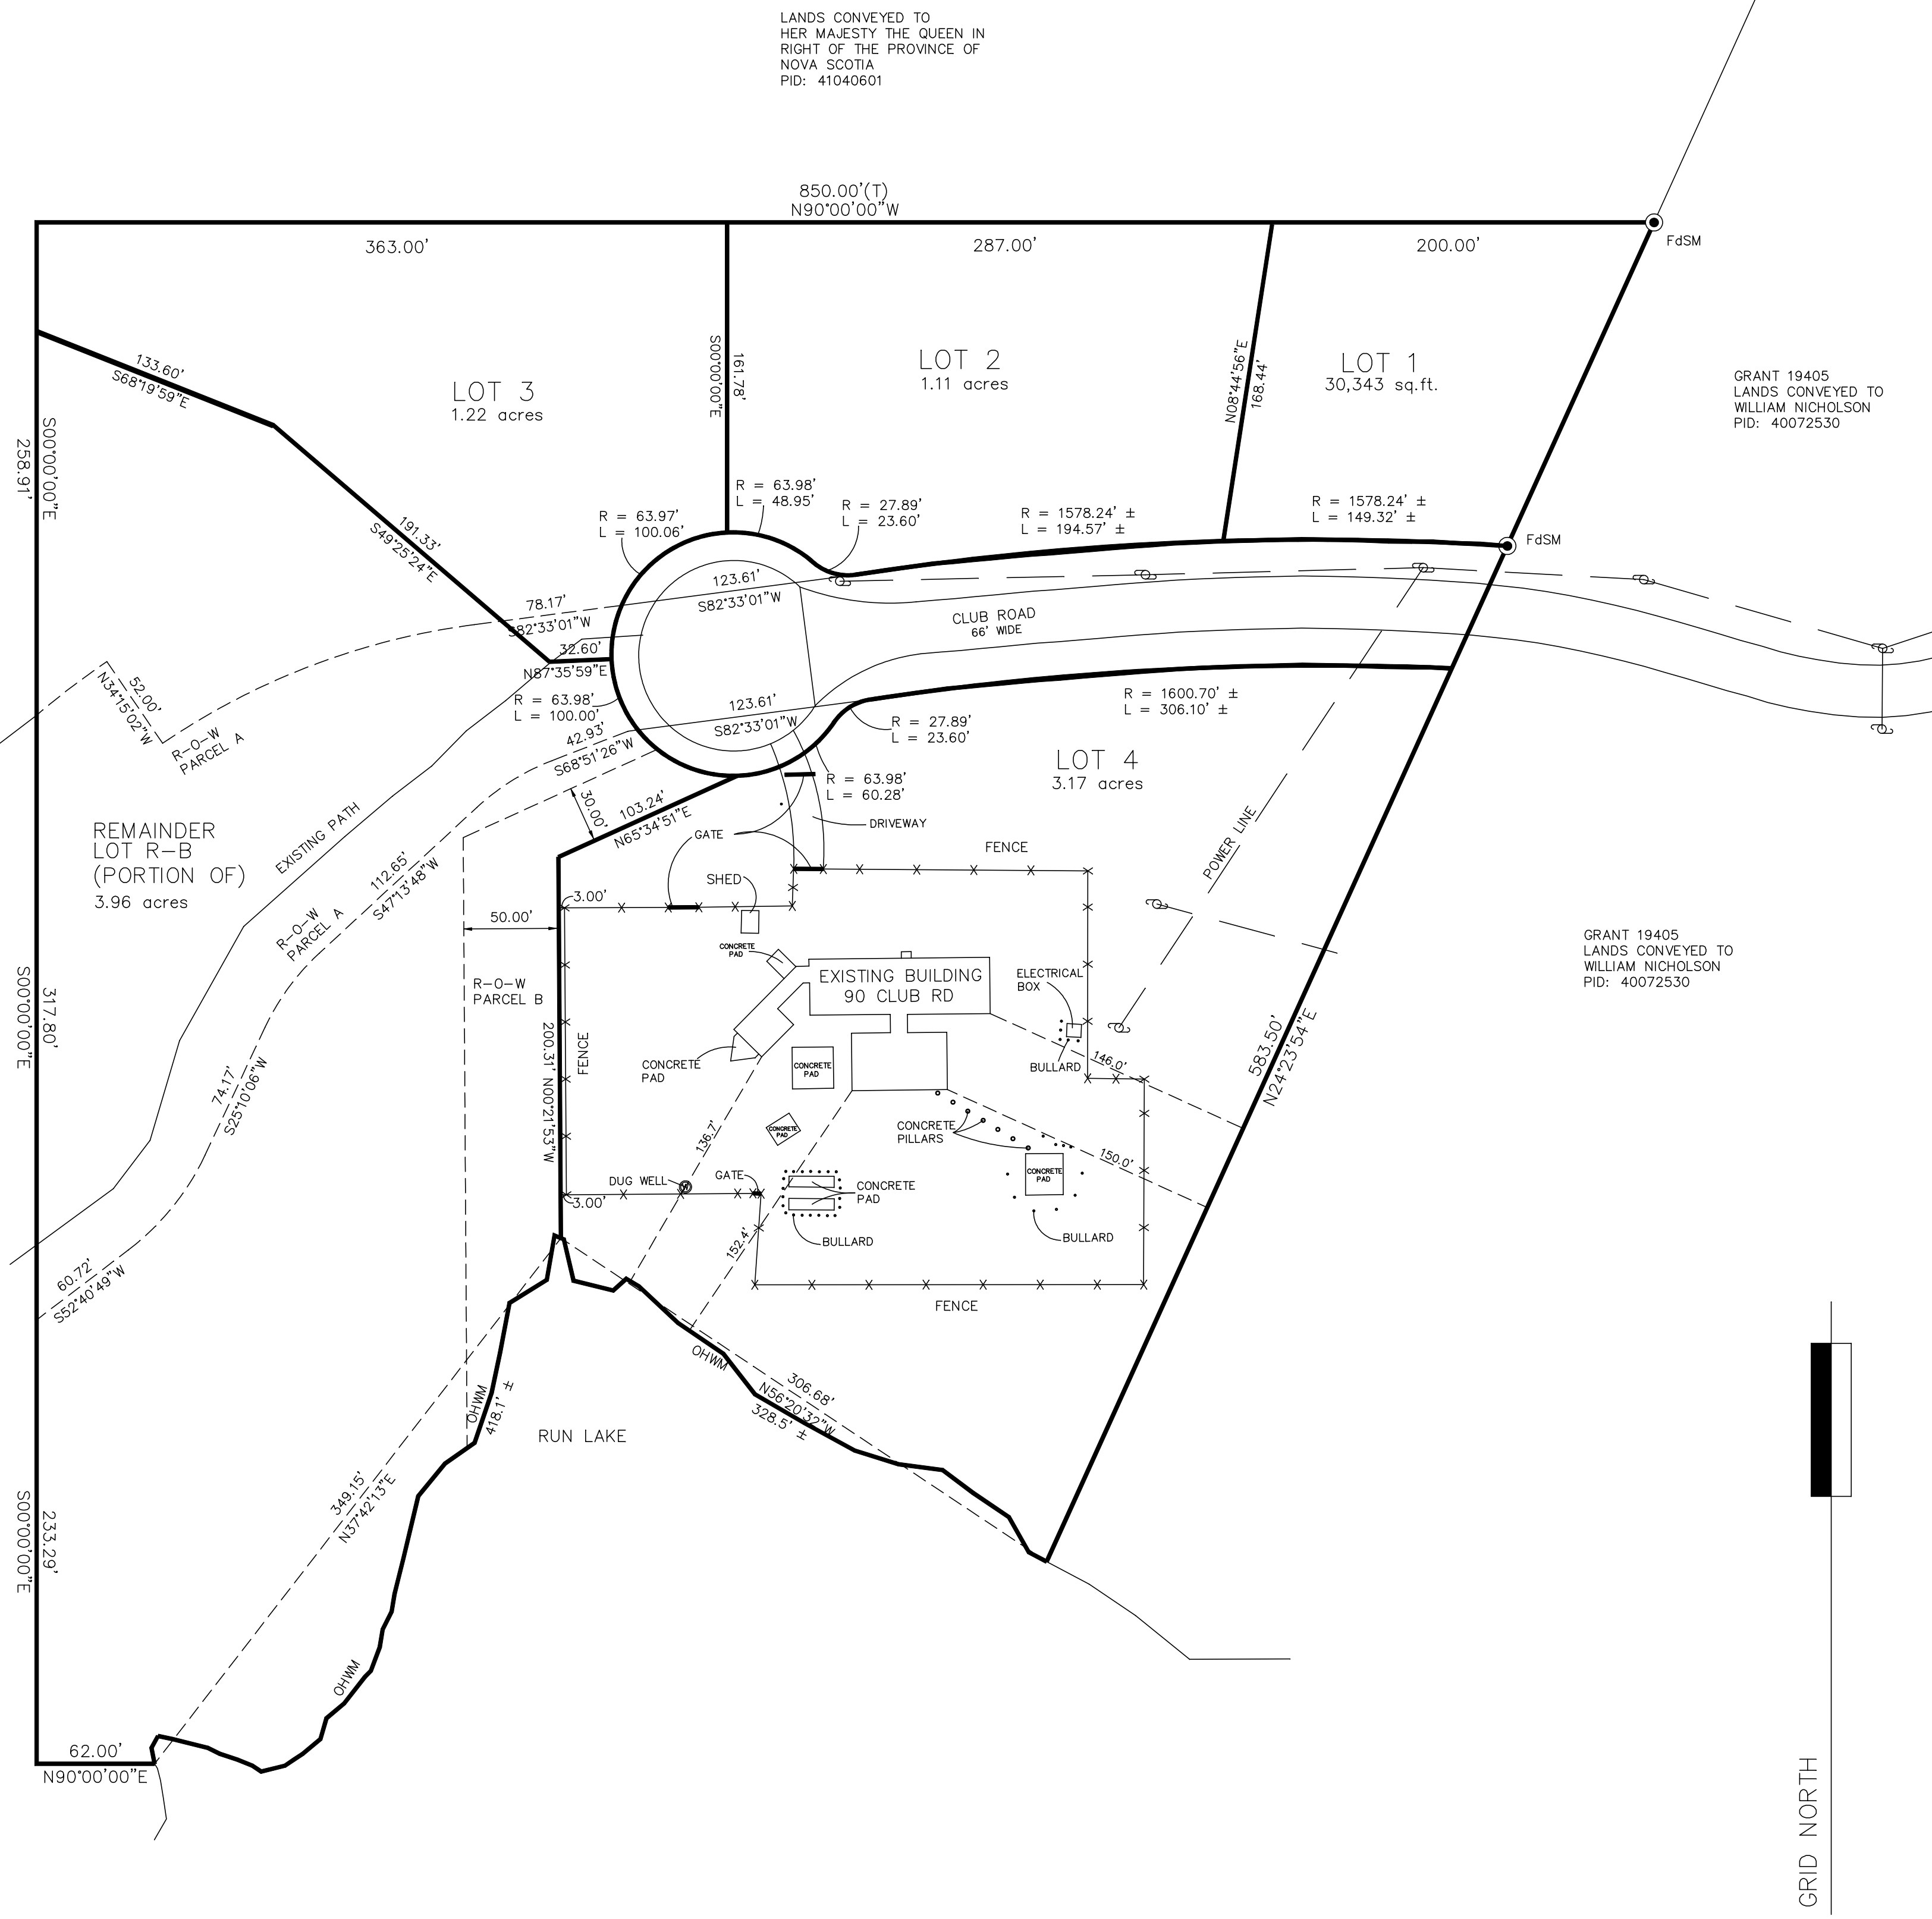 LANDS CONVEYED TO
HER MAJESTY THE QUEEN IN
RIGHT OF THE PROVINCE OF
NOVA SCOTIA
PID: 41040601
850.00'(T)
N90°00'00"W
363.00'
287.00'
200.00'
FdSM
133.60'
S68°19'59"E
LOT 3
1.22 acres
S00°00'00"E
161.78'
LOT 2
1.11 acres
N08°44'56"E
168.44'
LOT 1
30,343 sq.ft.
GRANT 19405
LANDS CONVEYED TO
WILLIAM NICHOLSON
PID: 40072530
S00°00'00"E
258.91'
191.33'
S49°25'24"E
R = 63.97'
L = 100.06'
R = 63.98'
L = 48.95'
R = 27.89'
L = 23.60'
R = 1578.24' ±
L = 194.57' ±
R = 1578.24' ±
L = 149.32' ±
FdSM
123.61'
S82°33'01"W
78.17'
S82°33'01"W
CLUB ROAD
66' WIDE
32.60'
N87°35'59"E
52.00'
N34°15'02"W
R-O-W
PARCEL A
R = 63.98'
L = 100.00'
123.61'
S82°33'01"W
42.93'
S68°51'26"W
R = 27.89'
L = 23.60'
R = 1600.70' ±
L = 306.10' ±
LOT 4
3.17 acres
R = 63.98'
L = 60.28'
30.00'
103.24'
N65°34'51"E
GATE
DRIVEWAY
FENCE
POWER LINE
REMAINDER
LOT R-B
(PORTION OF)
3.96 acres
EXISTING PATH
112.65'
S47°13'48"W
R-O-W
PARCEL A
SHED
3.00'
50.00'
CONCRETE
PAD
EXISTING BUILDING
90 CLUB RD
ELECTRICAL
BOX
GRANT 19405
LANDS CONVEYED TO
WILLIAM NICHOLSON
PID: 40072530
R-O-W
PARCEL B
317.80'
S00°00'00"E
74.17'
S25°10'06"W
200.31' N00°21'53"W
FENCE
CONCRETE
PAD
CONCRETE
PAD
BULLARD
146.0'
583.50'
N24°23'54"E
CONCRETE
PAD
CONCRETE
PILLARS
136.7'
150.0'
DUG WELL
GATE
CONCRETE
PAD
CONCRETE
PAD
3.00'
152.4'
BULLARD
BULLARD
60.72'
S52°40'49"W
FENCE
OHWM
306.68'
N56°20'32"W
328.5' ±
OHWM
418.1' ±
RUN LAKE
349.15'
N37°42'13"E
233.29'
S00°00'00"E
OHWM
62.00'
N90°00'00"E
GRID NORTH